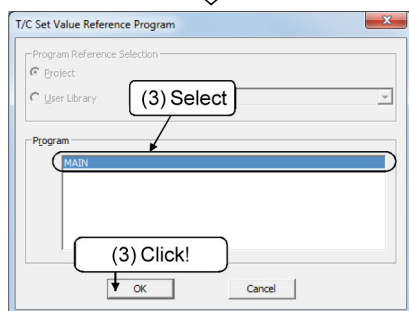 T/C Set Value Reference Program
Program Reference Selection
Project
User Library
(3) Select
Program
MAIN
(3) Click!
OK
Cancel